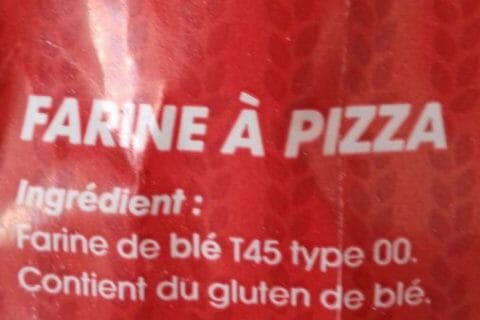 FARINE À PIZZA
Ingrédient :
Farine de blé T45 type 00.
Contient du gluten de blé.